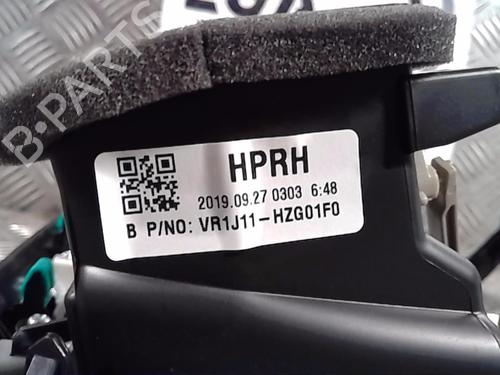 HPRH
2019.09.27 0303 6:48
B P/NO: VR1J11-HZG01F0
B-PARTS